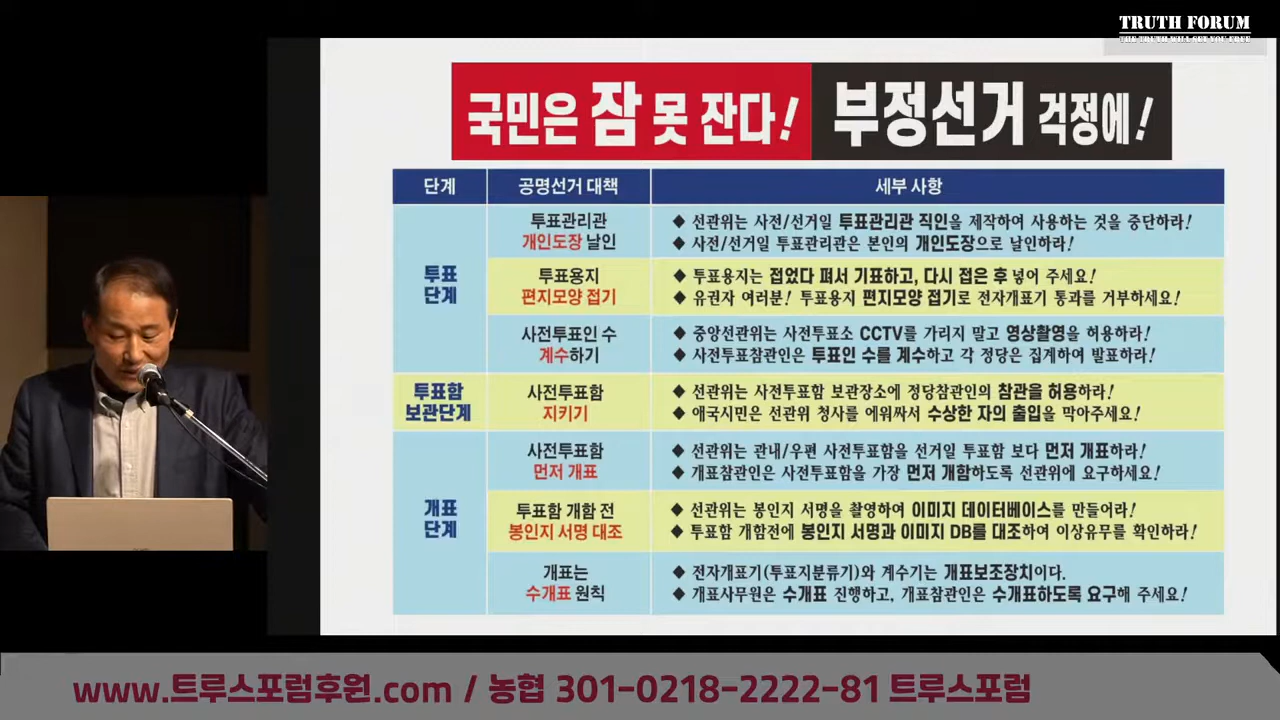 TRUTH FORUM
THE TRUTH WILL SET YOU FREE
국민은 잠 못 잔다! 부정선거 걱정에!
단계 공명선거 대책 세부 사항
투표
단계
투표관리관
개인도장 날인
◆ 선관위는 사전/선거일 투표관리관 직인을 제작하여 사용하는 것을 중단하라!
◆ 사전/선거일 투표관리관은 본인의 개인도장으로 날인하라!
투표용지
편지모양 접기
◆ 투표용지는 접었다 펴서 기표하고, 다시 접은 후 넣어 주세요!
◆ 유권자 여러분! 투표용지 편지모양 접기로 전자개표기 통과를 거부하세요!
사전투표인 수
계수하기
◆ 중앙선관위는 사전투표소 CCTV를 가리지 말고 영상촬영을 허용하라!
◆ 사전투표참관인은 투표인 수를 계수하고 각 정당은 집계하여 발표하라!
투표함
보관단계
사전투표함
지키기
◆ 선관위는 사전투표함 보관장소에 정당참관인의 참관을 허용하라!
◆ 애국시민은 선관위 청사를 에워싸서 수상한 자의 출입을 막아주세요!
개표
단계
사전투표함
먼저 개표
◆ 선관위는 관내/우편 사전투표함을 선거일 투표함 보다 먼저 개표하라!
◆ 개표참관인은 사전투표함을 가장 먼저 개함하도록 선관위에 요구하세요!
투표함 개함 전
봉인지 서명 대조
◆ 선관위는 봉인지 서명을 촬영하여 이미지 데이터베이스를 만들어라!
◆ 투표함 개함전에 봉인지 서명과 이미지 DB를 대조하여 이상유무를 확인하라!
개표는
수개표 원칙
◆ 전자개표기(투표지분류기)와 계수기는 개표보조장치이다.
◆ 개표사무원은 수개표 진행하고, 개표참관인은 수개표하도록 요구해 주세요!
www.트루스포럼후원.com / 농협 301-0218-2222-81 트루스포럼